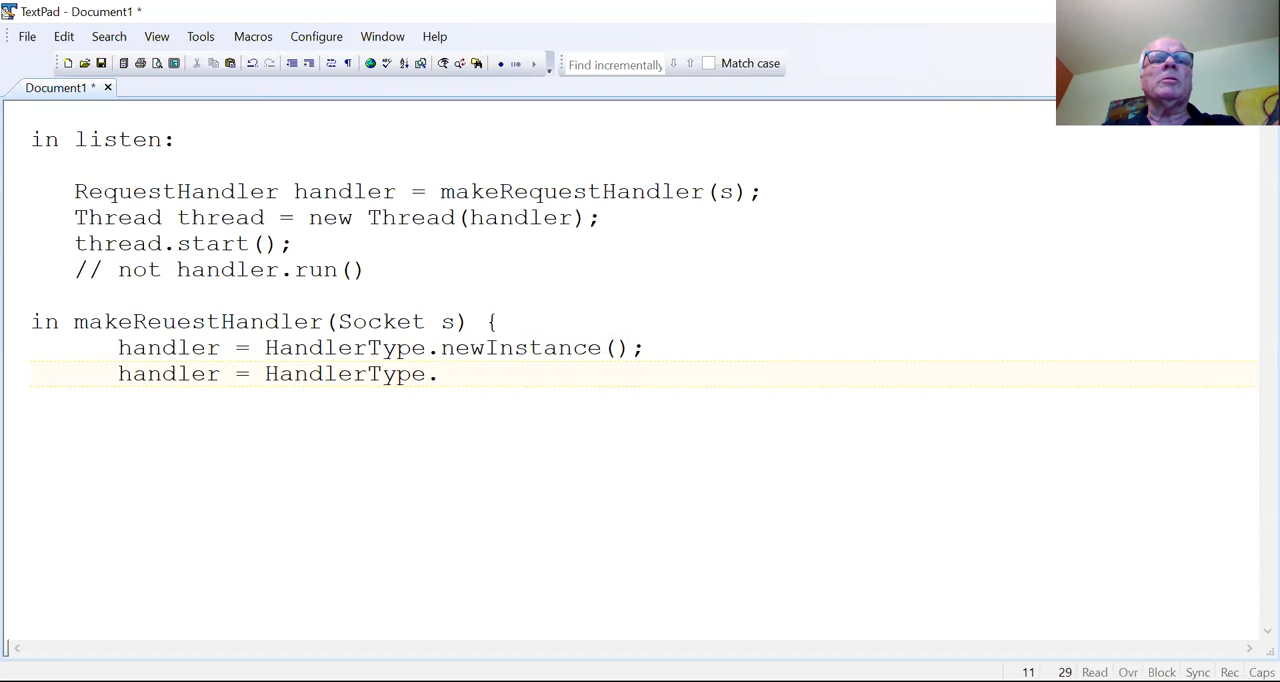 TextPad - Document1 *
File Edit Search View Tools Macros Configure Window Help
Find incrementally Match case
Document1 *
in listen:
RequestHandler handler = makeRequestHandler(s);
Thread thread = new Thread(handler);
thread.start();
// not handler.run()
in makeReuestHandler(Socket s) {
handler = HandlerType.newInstance();
handler = HandlerType.
11 29 Read Ovr Block Sync Rec Caps